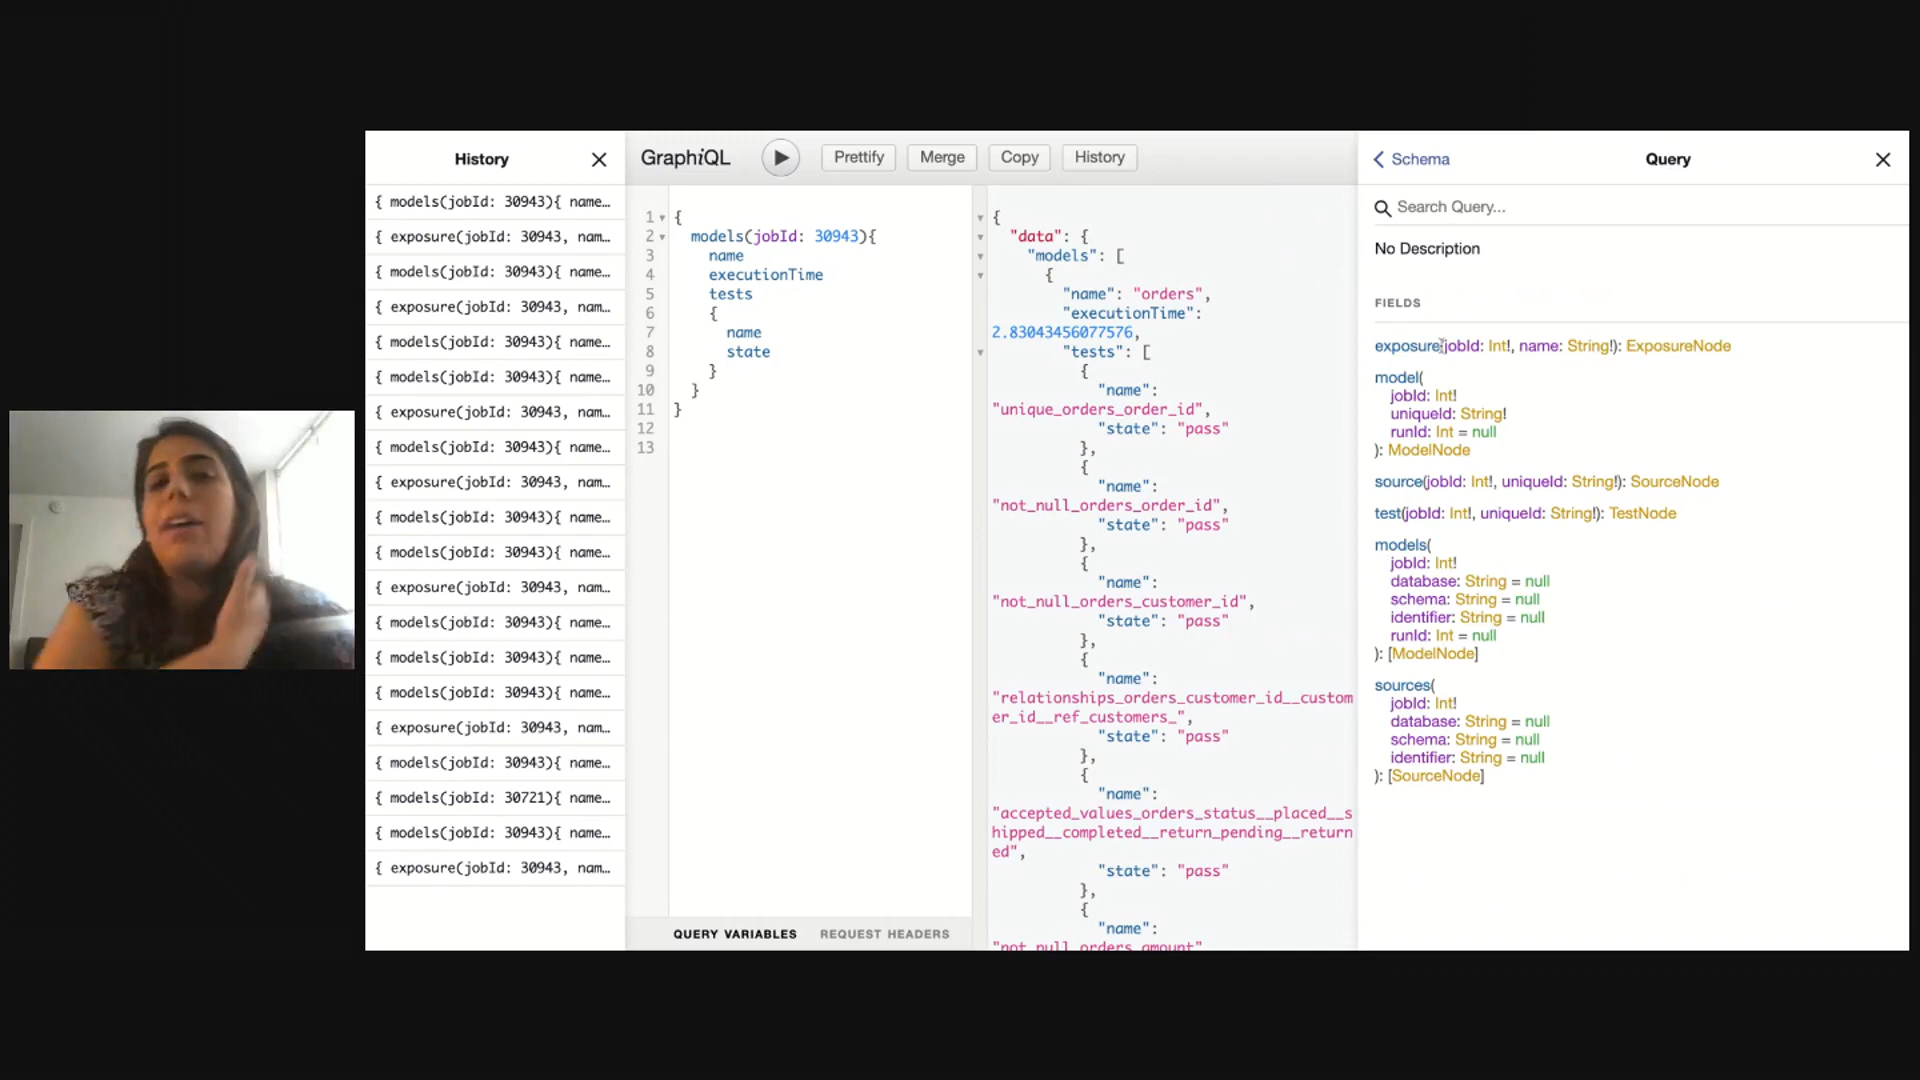 History
{ models(jobId: 30943){ name…
{ exposure(jobId: 30943, nam…
{ models(jobId: 30943){ name…
{ exposure(jobId: 30943, nam…
{ models(jobId: 30943){ name…
{ models(jobId: 30943){ name…
{ exposure(jobId: 30943, nam…
{ models(jobId: 30943){ name…
{ exposure(jobId: 30943, nam…
{ models(jobId: 30943){ name…
{ models(jobId: 30943){ name…
{ exposure(jobId: 30943, nam…
{ models(jobId: 30943){ name…
{ models(jobId: 30943){ name…
{ models(jobId: 30943){ name…
{ exposure(jobId: 30943, nam…
{ models(jobId: 30943){ name…
{ models(jobId: 30721){ name…
{ models(jobId: 30943){ name…
{ exposure(jobId: 30943, nam…
GraphiQL Prettify Merge Copy History
1 {
2 models(jobId: 30943){
3 name
4 executionTime
5 tests
6 {
7 name
8 state
9 }
10 }
11 }
12
13
QUERY VARIABLES REQUEST HEADERS
{
"data": {
"models": [
{
"name": "orders",
"executionTime":
2.83043456077576,
"tests": [
{
"name":
"unique_orders_order_id",
"state": "pass"
},
{
"name":
"not_null_orders_order_id",
"state": "pass"
},
{
"name":
"not_null_orders_customer_id",
"state": "pass"
},
{
"name":
"relationships_orders_customer_id__custom
er_id__ref_customers_",
"state": "pass"
},
{
"name":
"accepted_values_orders_status__placed__s
hipped__completed__return_pending__return
ed",
"state": "pass"
},
{
"name":
"not_null_orders_amount"
Schema Query
Search Query...
No Description
FIELDS
exposure(jobId: Int!, name: String!): ExposureNode
model(
jobId: Int!
uniqueId: String!
runId: Int = null
): ModelNode
source(jobId: Int!, uniqueId: String!): SourceNode
test(jobId: Int!, uniqueId: String!): TestNode
models(
jobId: Int!
database: String = null
schema: String = null
identifier: String = null
runId: Int = null
): [ModelNode]
sources(
jobId: Int!
database: String = null
schema: String = null
identifier: String = null
): [SourceNode]